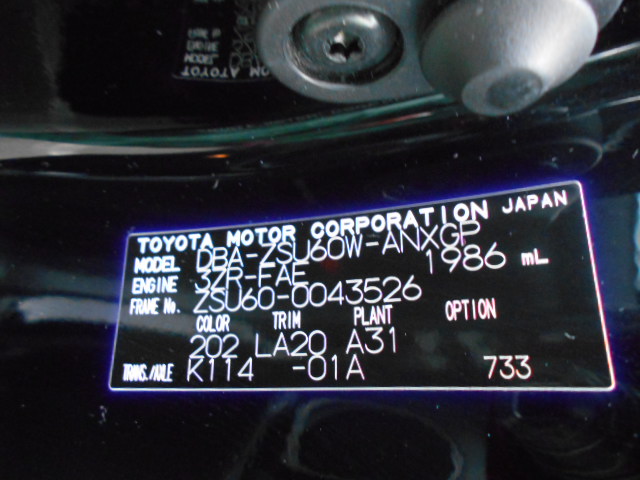 TOYOTA MOTOR CORPORATION JAPAN
MODEL DBA-ZSU60W-ANXGP
ENGINE 3ZR-FAE 1986 mL
FRAME No. ZSU60-0043526
COLOR TRIM PLANT OPTION
202 LA20 A31
TRANS./AXLE K114 -01A 733